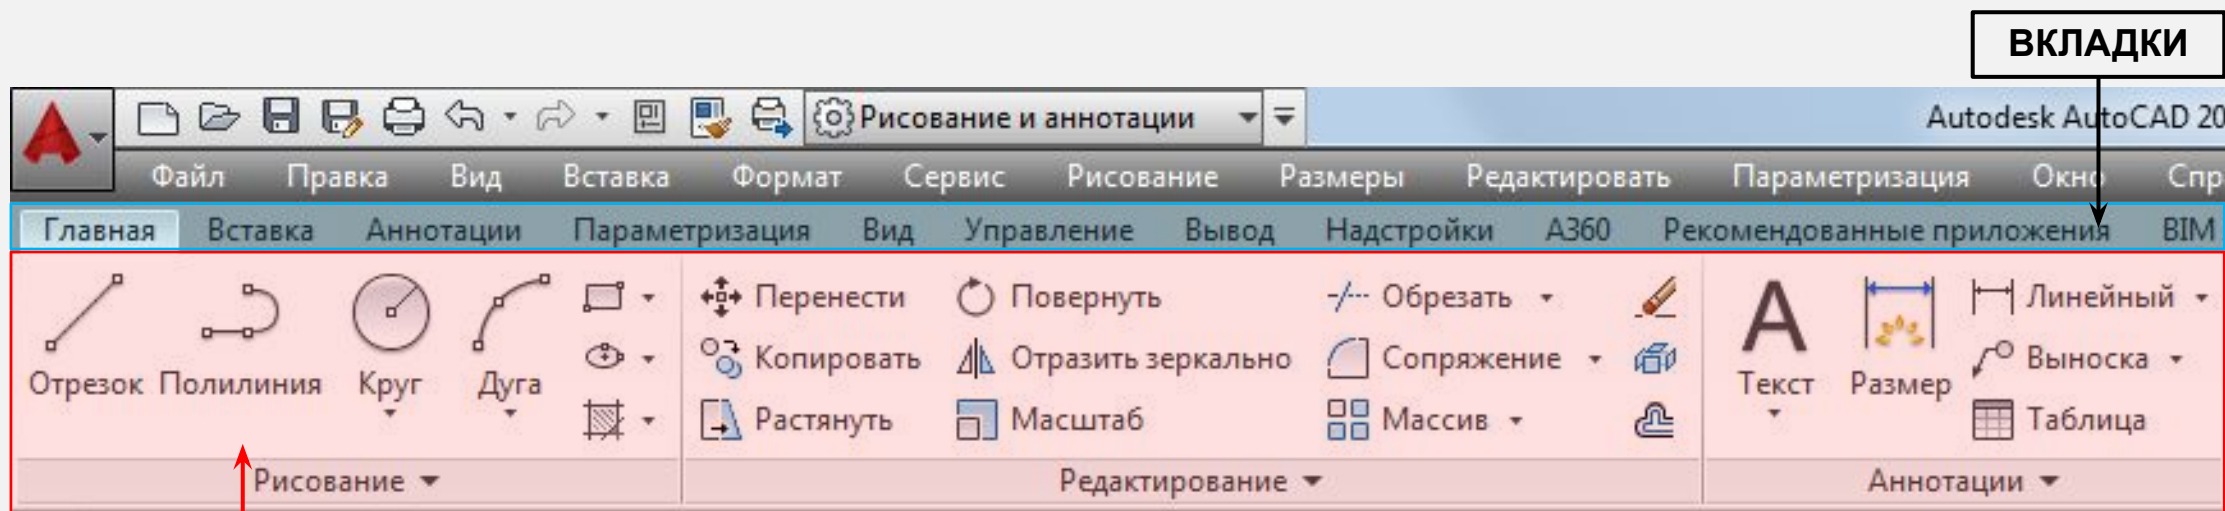 ВКЛАДКИ
Рисование и аннотации Autodesk AutoCAD 20
Файл Правка Вид Вставка Формат Сервис Рисование Размеры Редактировать Параметризация Окно Спр
Главная Вставка Аннотации Параметризация Вид Управление Вывод Надстройки A360 Рекомендованные приложения BIM
Перенести Повернуть Обрезать Линейный
Копировать Отразить зеркально Сопряжение Выноска
Отрезок Полилиния Круг Дуга Текст Размер
Растянуть Масштаб Массив Таблица
Рисование Редактирование Аннотации